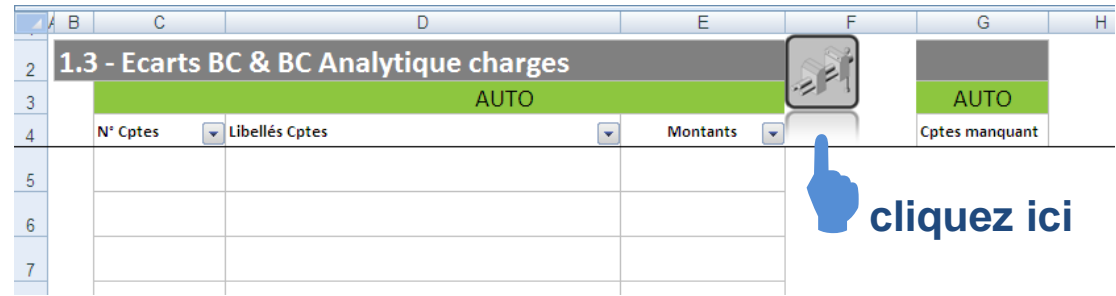 A B C D E F G H
2 1.3 - Ecarts BC & BC Analytique charges
3 AUTO AUTO
4 N° Cptes Libellés Cptes Montants Cptes manquant
5
6 cliquez ici
7